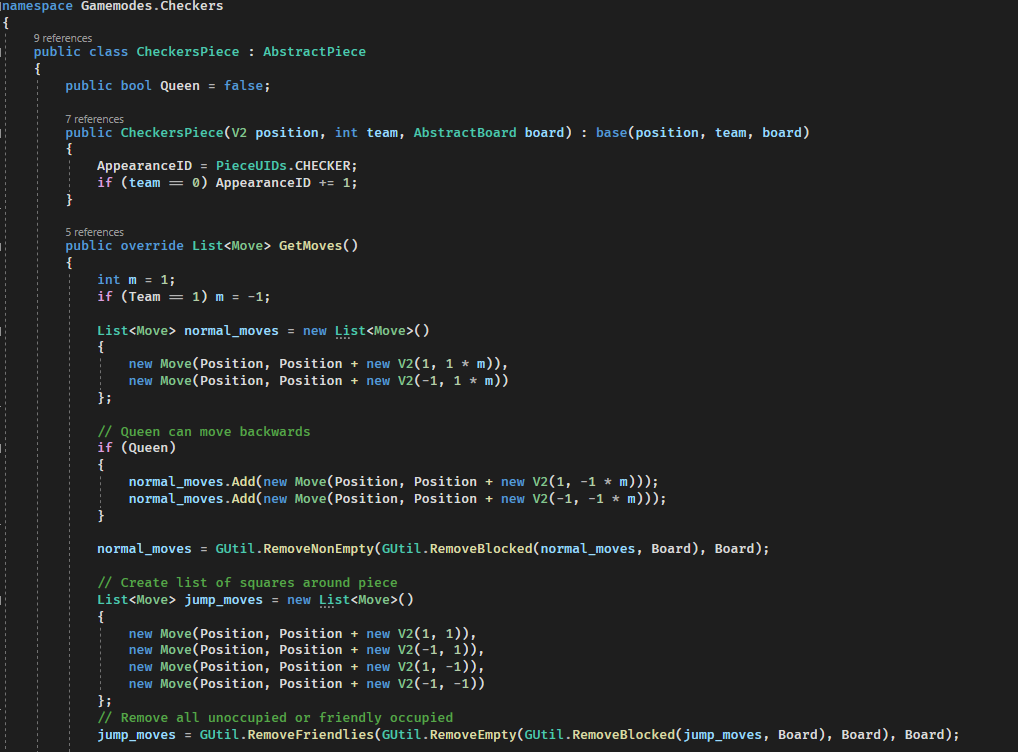 namespace Gamemodes.Checkers
{
9 references
public class CheckersPiece : AbstractPiece
{
public bool Queen = false;
7 references
public CheckersPiece(V2 position, int team, AbstractBoard board) : base(position, team, board)
{
AppearanceID = PieceUIDs.CHECKER;
if (team == 0) AppearanceID += 1;
}
5 references
public override List<Move> GetMoves()
{
int m = 1;
if (Team == 1) m = -1;
List<Move> normal_moves = new List<Move>()
{
new Move(Position, Position + new V2(1, 1 * m)),
new Move(Position, Position + new V2(-1, 1 * m))
};
// Queen can move backwards
if (Queen)
{
normal_moves.Add(new Move(Position, Position + new V2(1, -1 * m)));
normal_moves.Add(new Move(Position, Position + new V2(-1, -1 * m)));
}
normal_moves = GUtil.RemoveNonEmpty(GUtil.RemoveBlocked(normal_moves, Board), Board);
// Create list of squares around piece
List<Move> jump_moves = new List<Move>()
{
new Move(Position, Position + new V2(1, 1)),
new Move(Position, Position + new V2(-1, 1)),
new Move(Position, Position + new V2(1, -1)),
new Move(Position, Position + new V2(-1, -1))
};
// Remove all unoccupied or friendly occupied
jump_moves = GUtil.RemoveFriendlies(GUtil.RemoveEmpty(GUtil.RemoveBlocked(jump_moves, Board), Board), Board);